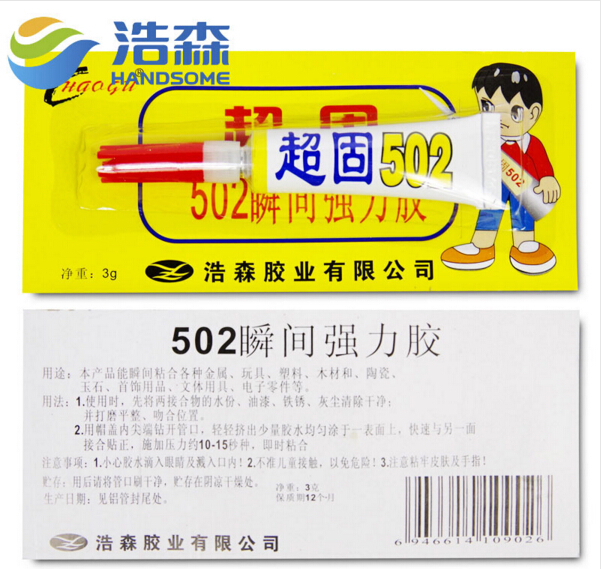 浩森
HANDSOME
超固
超固502
502瞬间强力胶
502
净重：3g
浩森胶业有限公司
502瞬间强力胶
用途：本产品能瞬间粘合各种金属、玩具、塑料、木材和、陶瓷、
玉石、首饰用品、文体用具、电子零件等。
用法：1.使用时，先将两接合物的水份、油漆、铁锈、灰尘清除干净；
并打磨平整、吻合位置。
2.用帽盖内尖端钻开管口，轻轻挤出少量胶水均匀涂于一表面上，快速与另一面
接合贴正，施加压力约10-15秒种，即时粘合
注意事项：1.小心胶水滴入眼睛及溅入口内！2.不准儿童接触，以免危险！3.注意粘牢皮肤及手指！
贮存：用后请将管口刷干净，贮存在阴凉干燥处。
生产日期：见铝管封尾处。
净重：3克
保质期12个月
6 946614 109026
浩森胶业有限公司